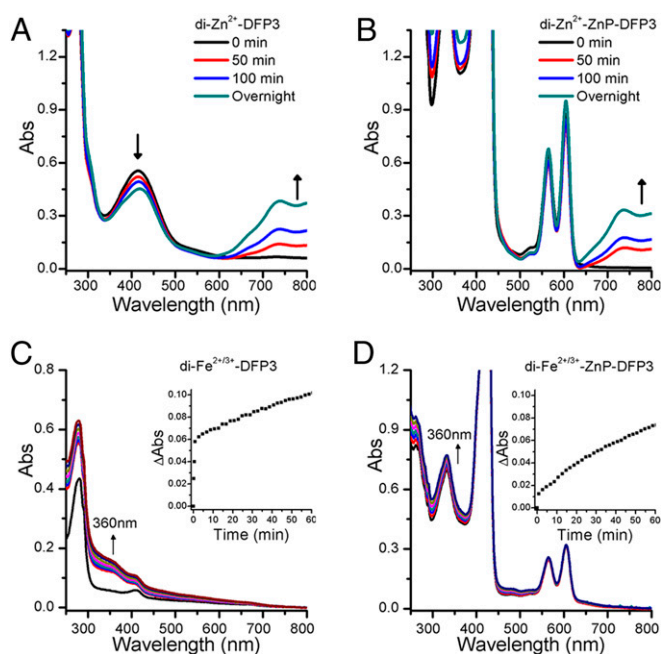 A
di-Zn2+-DFP3
0 min
50 min
100 min
Overnight
Abs
1.2
0.9
0.6
0.3
0.0
300 400 500 600 700 800
Wavelength (nm)
B
di-Zn2+-ZnP-DFP3
0 min
50 min
100 min
Overnight
Abs
1.2
0.9
0.6
0.3
0.0
300 400 500 600 700 800
Wavelength (nm)
C
di-Fe2+/3+-DFP3
Abs
0.8
0.6
0.4
0.2
0.0
360nm
ΔAbs
0.10
0.08
0.06
0.04
0.02
0.00
0 10 20 30 40 50 60
Time (min)
300 400 500 600 700 800
Wavelength (nm)
D
di-Fe2+/3+-ZnP-DFP3
Abs
1.2
0.9
0.6
0.3
0.0
360nm
ΔAbs
0.10
0.08
0.06
0.04
0.02
0.00
0 10 20 30 40 50 60
Time (min)
300 400 500 600 700 800
Wavelength (nm)